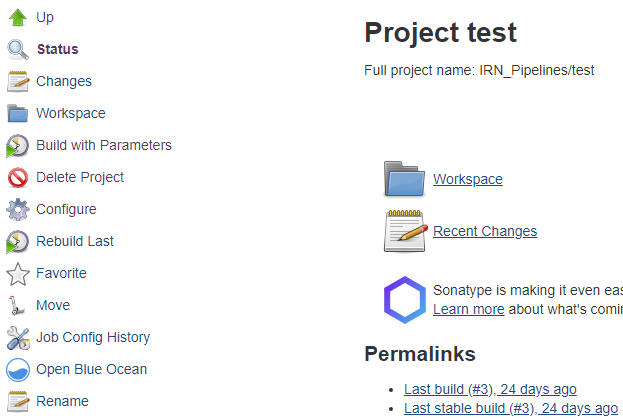 Up
Status
Changes
Workspace
Build with Parameters
Delete Project
Configure
Rebuild Last
Favorite
Move
Job Config History
Open Blue Ocean
Rename
Project test
Full project name: IRN_Pipelines/test
Workspace
Recent Changes
Sonatype is making it even
Learn more about what's
Permalinks
Last build (#3), 24 days ago
Last stable build (#3), 24 days ago